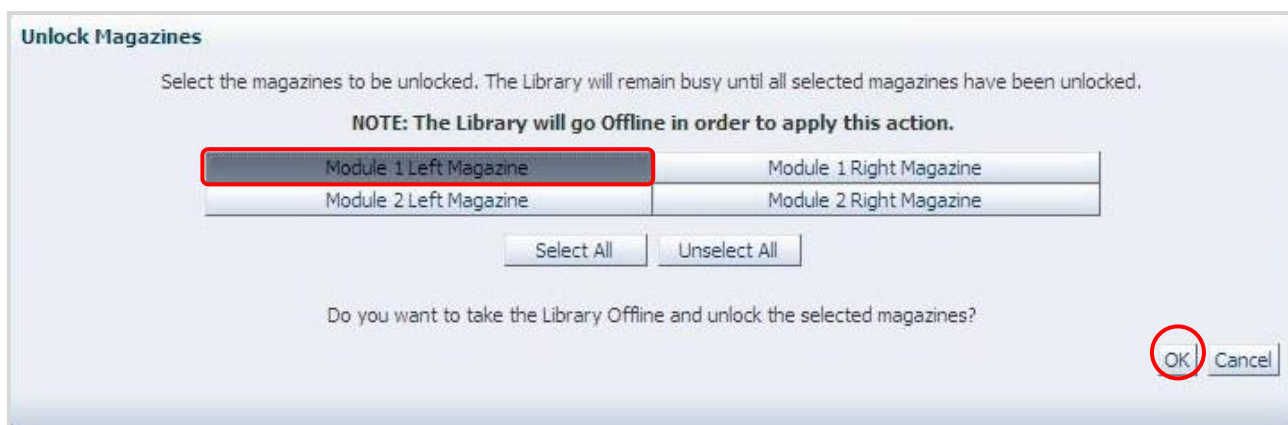 Unlock Magazines
Select the magazines to be unlocked. The Library will remain busy until all selected magazines have been unlocked.
NOTE: The Library will go Offline in order to apply this action.
Module 1 Left Magazine Module 1 Right Magazine
Module 2 Left Magazine Module 2 Right Magazine
Select All Unselect All
Do you want to take the Library Offline and unlock the selected magazines?
OK Cancel